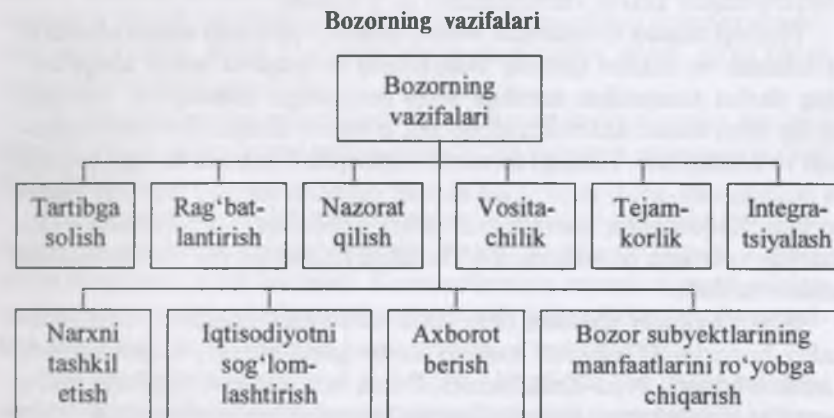 Bozorning vazifalari
Bozorning
vazifalari
Tartibga
solish
Rag‘bat-
lantirish
Nazorat
qilish
Vosita-
chilik
Tejam-
korlik
Integra-
tsiyalash
Narxni
tashkil
etish
Iqtisodiyotni
sog‘lom-
lashtirish
Axborot
berish
Bozor subyektlarining
manfaatlarini ro‘yobga
chiqarish